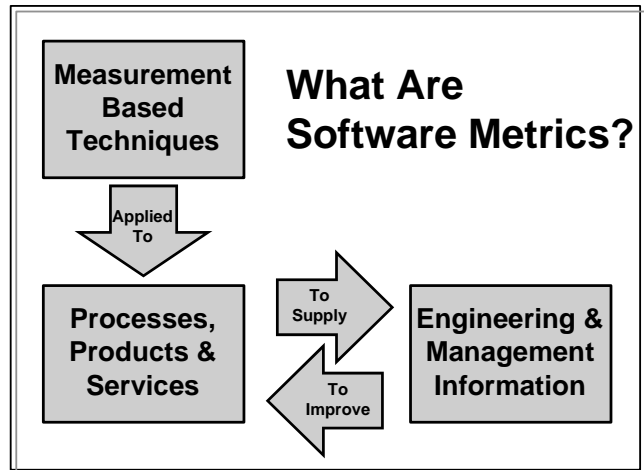 Measurement
Based
Techniques
What Are
Software Metrics?
Applied
To
Processes,
Products &
Services
To
Supply
To
Improve
Engineering &
Management
Information